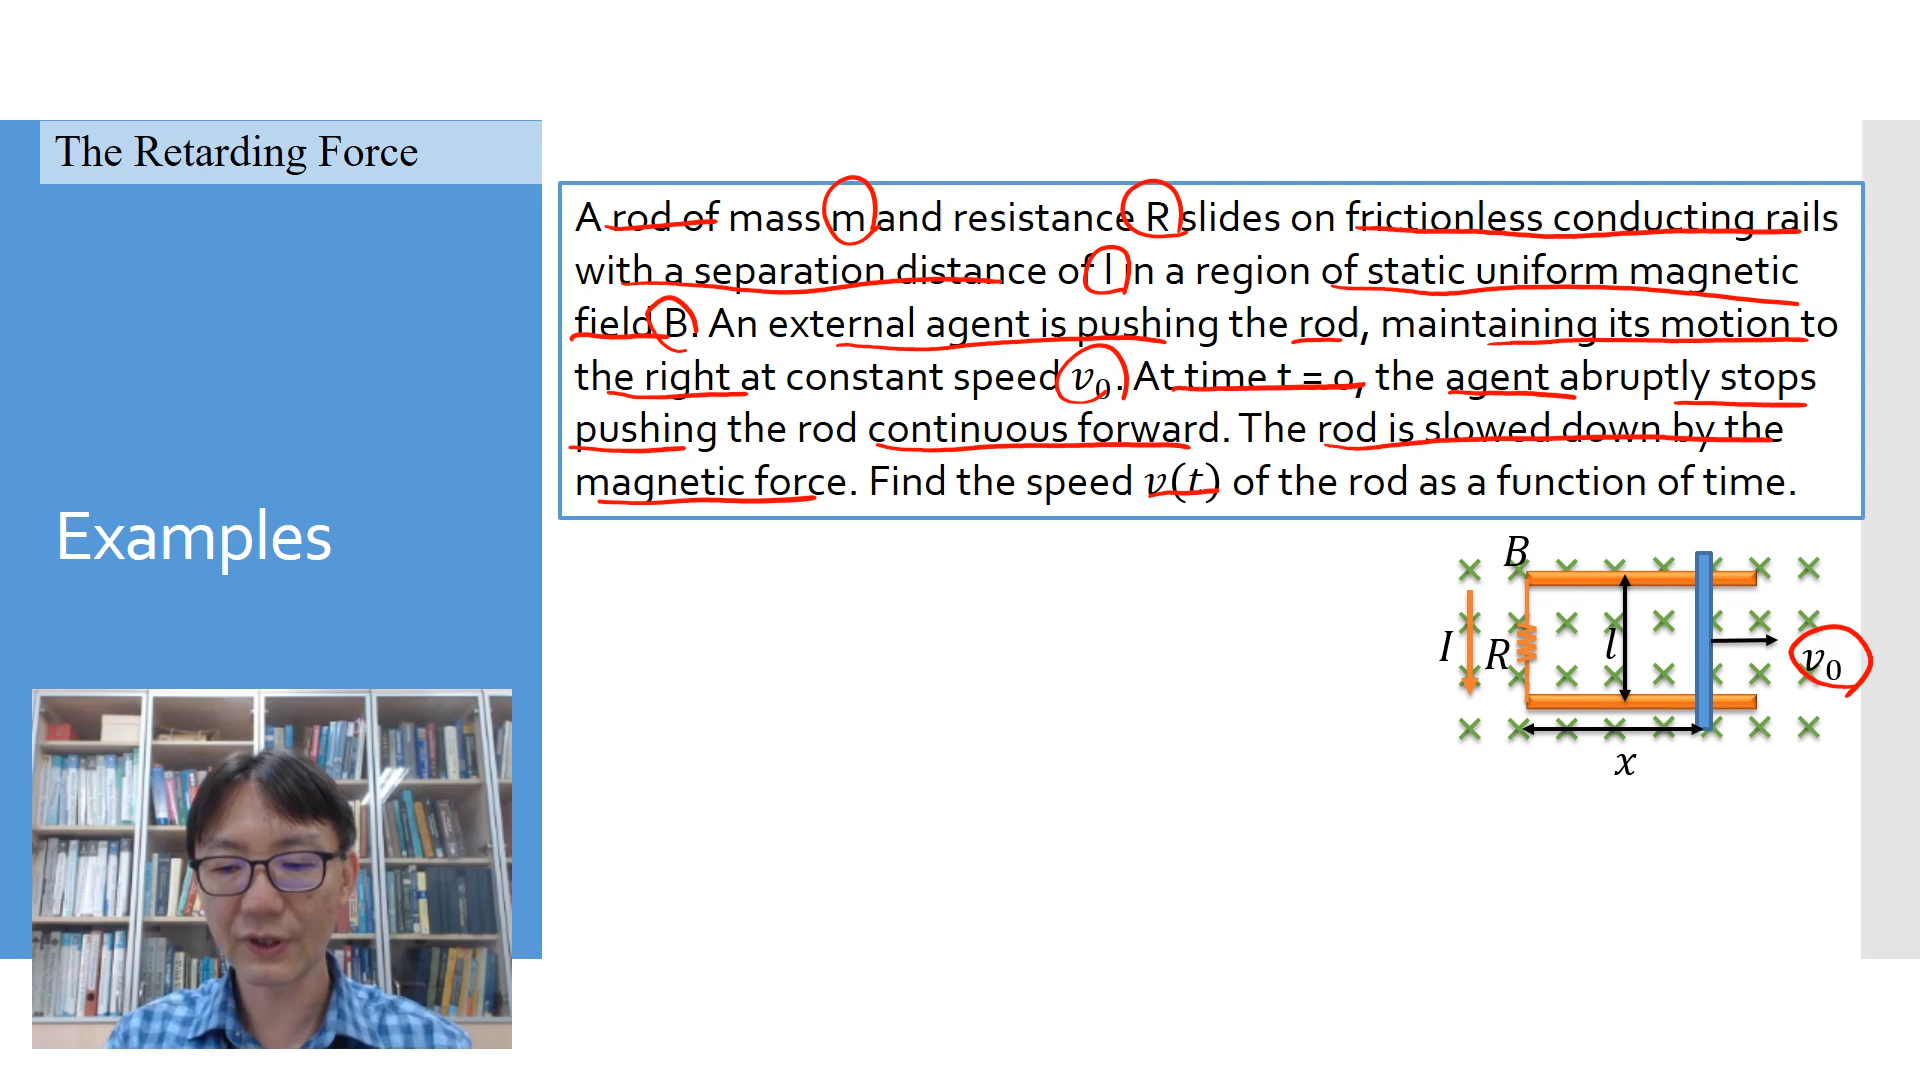 The Retarding Force
Examples
A rod of mass m and resistance R slides on frictionless conducting rails
with a separation distance of l in a region of static uniform magnetic
field B. An external agent is pushing the rod, maintaining its motion to
the right at constant speed v₀. At time t = 0, the agent abruptly stops
pushing the rod continuous forward. The rod is slowed down by the
magnetic force. Find the speed v(t) of the rod as a function of time.
B
I
R
l
v₀
x